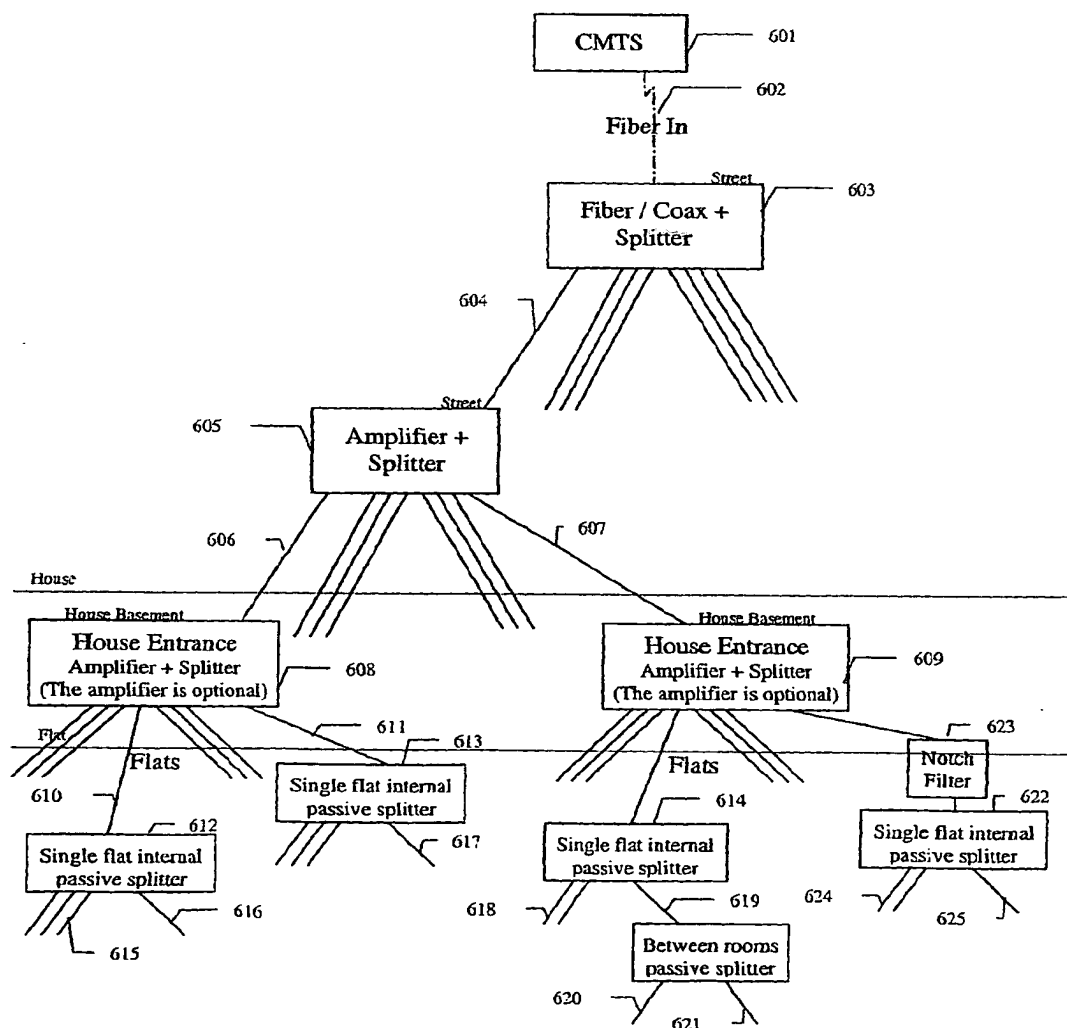 CMTS
601
602
Fiber In
Street
603
Fiber / Coax +
Splitter
604
Street
605
Amplifier +
Splitter
606
607
House
House Basement
House Entrance
Amplifier + Splitter
(The amplifier is optional)
608
House Basement
House Entrance
Amplifier + Splitter
(The amplifier is optional)
609
611
613
623
Flat
Flats
Flats
Notch
Filter
610
Single flat internal
passive splitter
614
622
612
617
Single flat internal
passive splitter
Single flat internal
passive splitter
Single flat internal
passive splitter
616
615
618
619
624
625
Between rooms
passive splitter
620
621